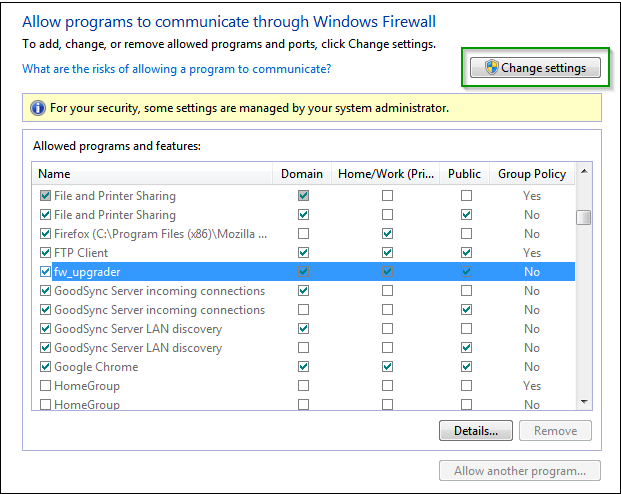 Allow programs to communicate through Windows Firewall
To add, change, or remove allowed programs and ports, click Change settings.
What are the risks of allowing a program to communicate?
Change settings
For your security, some settings are managed by your system administrator.
Allowed programs and features:
Name Domain Home/Work (Pri... Public Group Policy
File and Printer Sharing Yes
File and Printer Sharing No
Firefox (C:\Program Files (x86)\Mozilla ... No
FTP Client Yes
fw_upgrader No
GoodSync Server incoming connections No
GoodSync Server incoming connections No
GoodSync Server LAN discovery No
GoodSync Server LAN discovery No
Google Chrome No
HomeGroup Yes
HomeGroup No
Details... Remove
Allow another program...